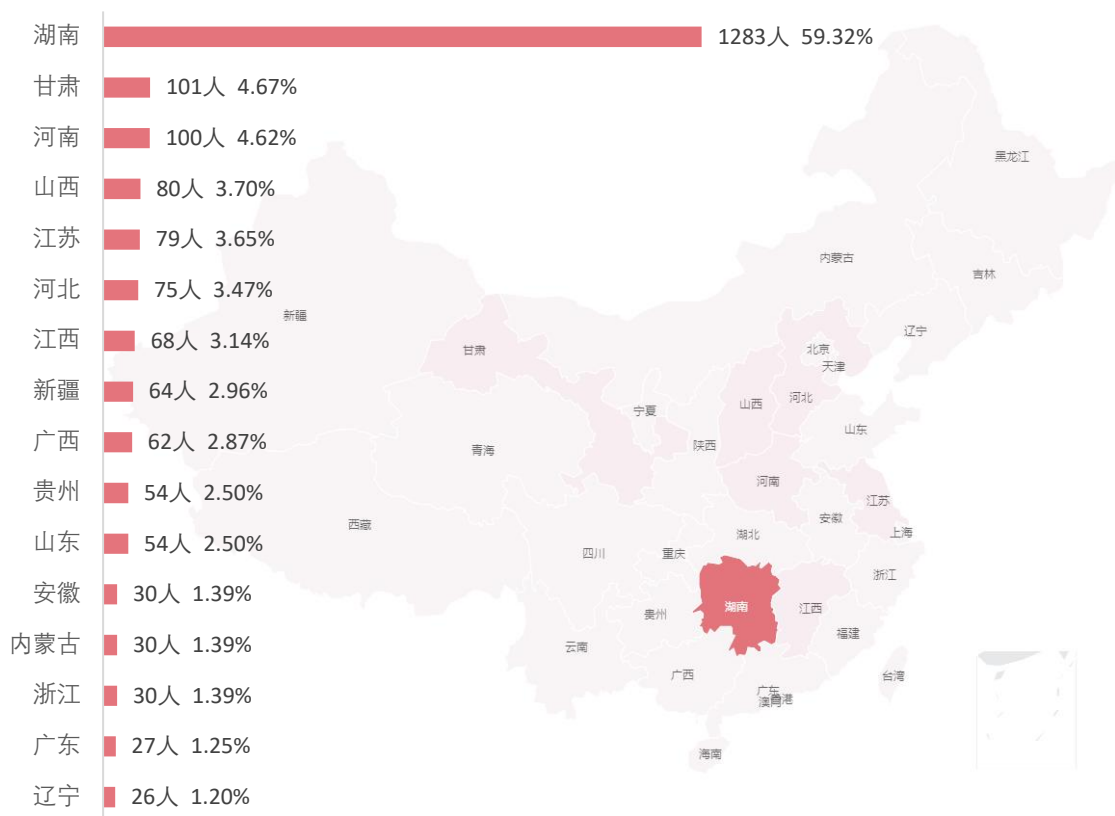 湖南 1283人 59.32%
甘肃 101人 4.67%
河南 100人 4.62%
山西 80人 3.70%
江苏 79人 3.65%
河北 75人 3.47%
江西 68人 3.14%
新疆 64人 2.96%
广西 62人 2.87%
贵州 54人 2.50%
山东 54人 2.50%
安徽 30人 1.39%
内蒙古 30人 1.39%
浙江 30人 1.39%
广东 27人 1.25%
辽宁 26人 1.20%
黑龙江
内蒙古
吉林
新疆
辽宁
甘肃
北京
天津
河北
山西
宁夏
山东
陕西
青海
河南
江苏
安徽
上海
西藏
湖北
四川
重庆
浙江
湖南
江西
贵州
福建
云南
广西
台湾
广东
澳门
香港
海南